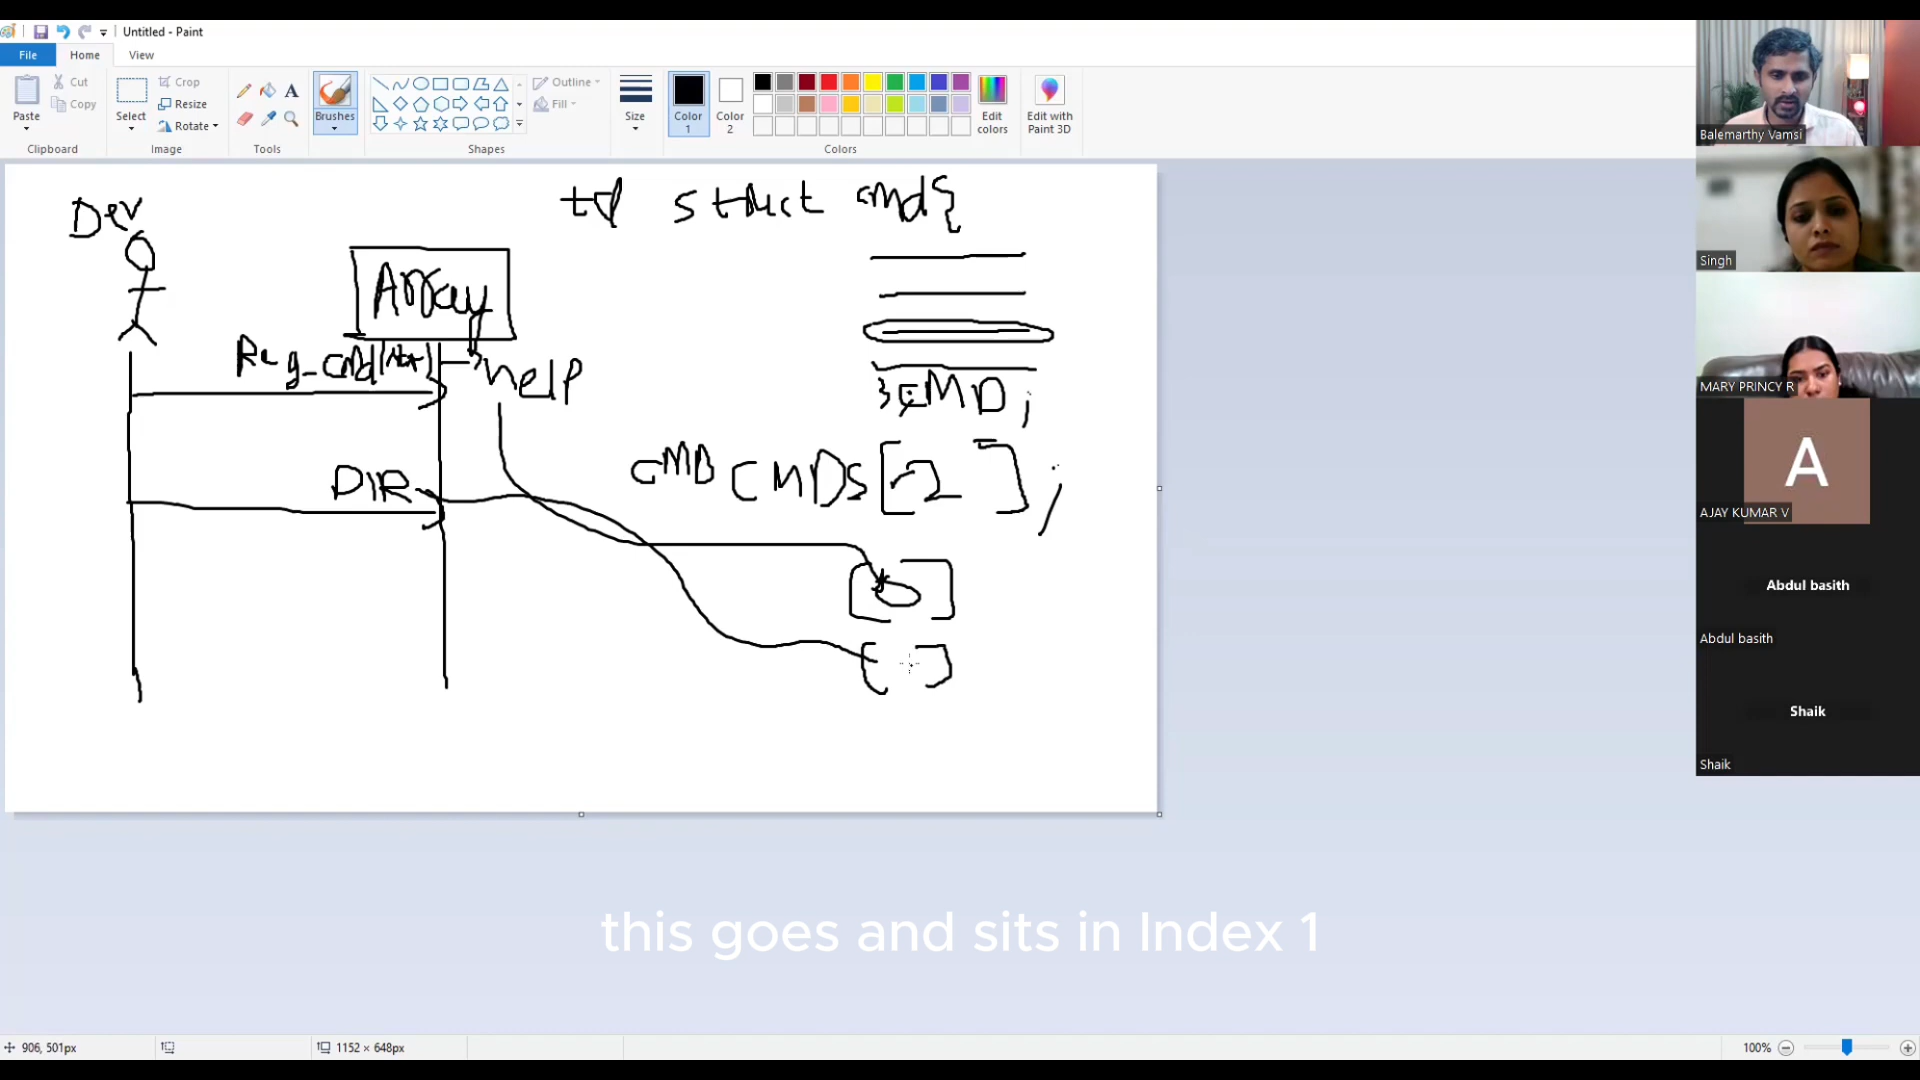 Untitled - Paint
File
Home
View
Paste
Cut
Copy
Clipboard
Select
Crop
Resize
Rotate
Image
Tools
Brushes
Shapes
Outline
Fill
Size
Color 1
Color 2
Edit colors
Edit with Paint 3D
Colors
Dev
td struct cmd{
Array
Reg_cmd
help
}CMD;
DIR
CMD CMDS[2];
0
this goes and sits in Index 1
Balemarthy Vamsi
Singh
MARY PRINCY R
A
AJAY KUMAR V
Abdul basith
Abdul basith
Shaik
Shaik
906, 501px
1152 × 648px
100%